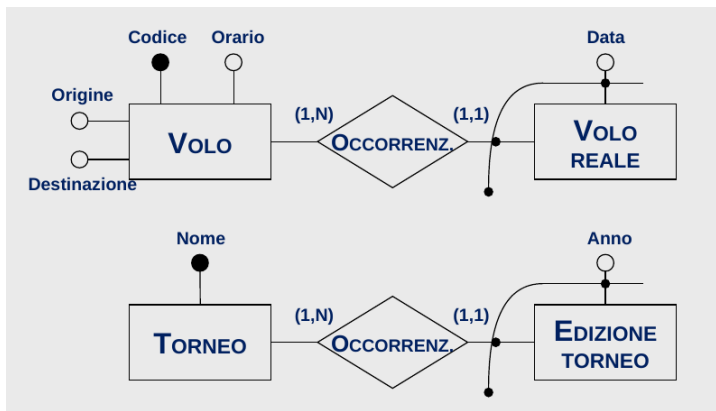 Codice Orario Data
Origine
(1,N) (1,1)
VOLO OCCORRENZ. VOLO
REALE
Destinazione
Nome Anno
(1,N) (1,1)
TORNEO OCCORRENZ. EDIZIONE
TORNEO